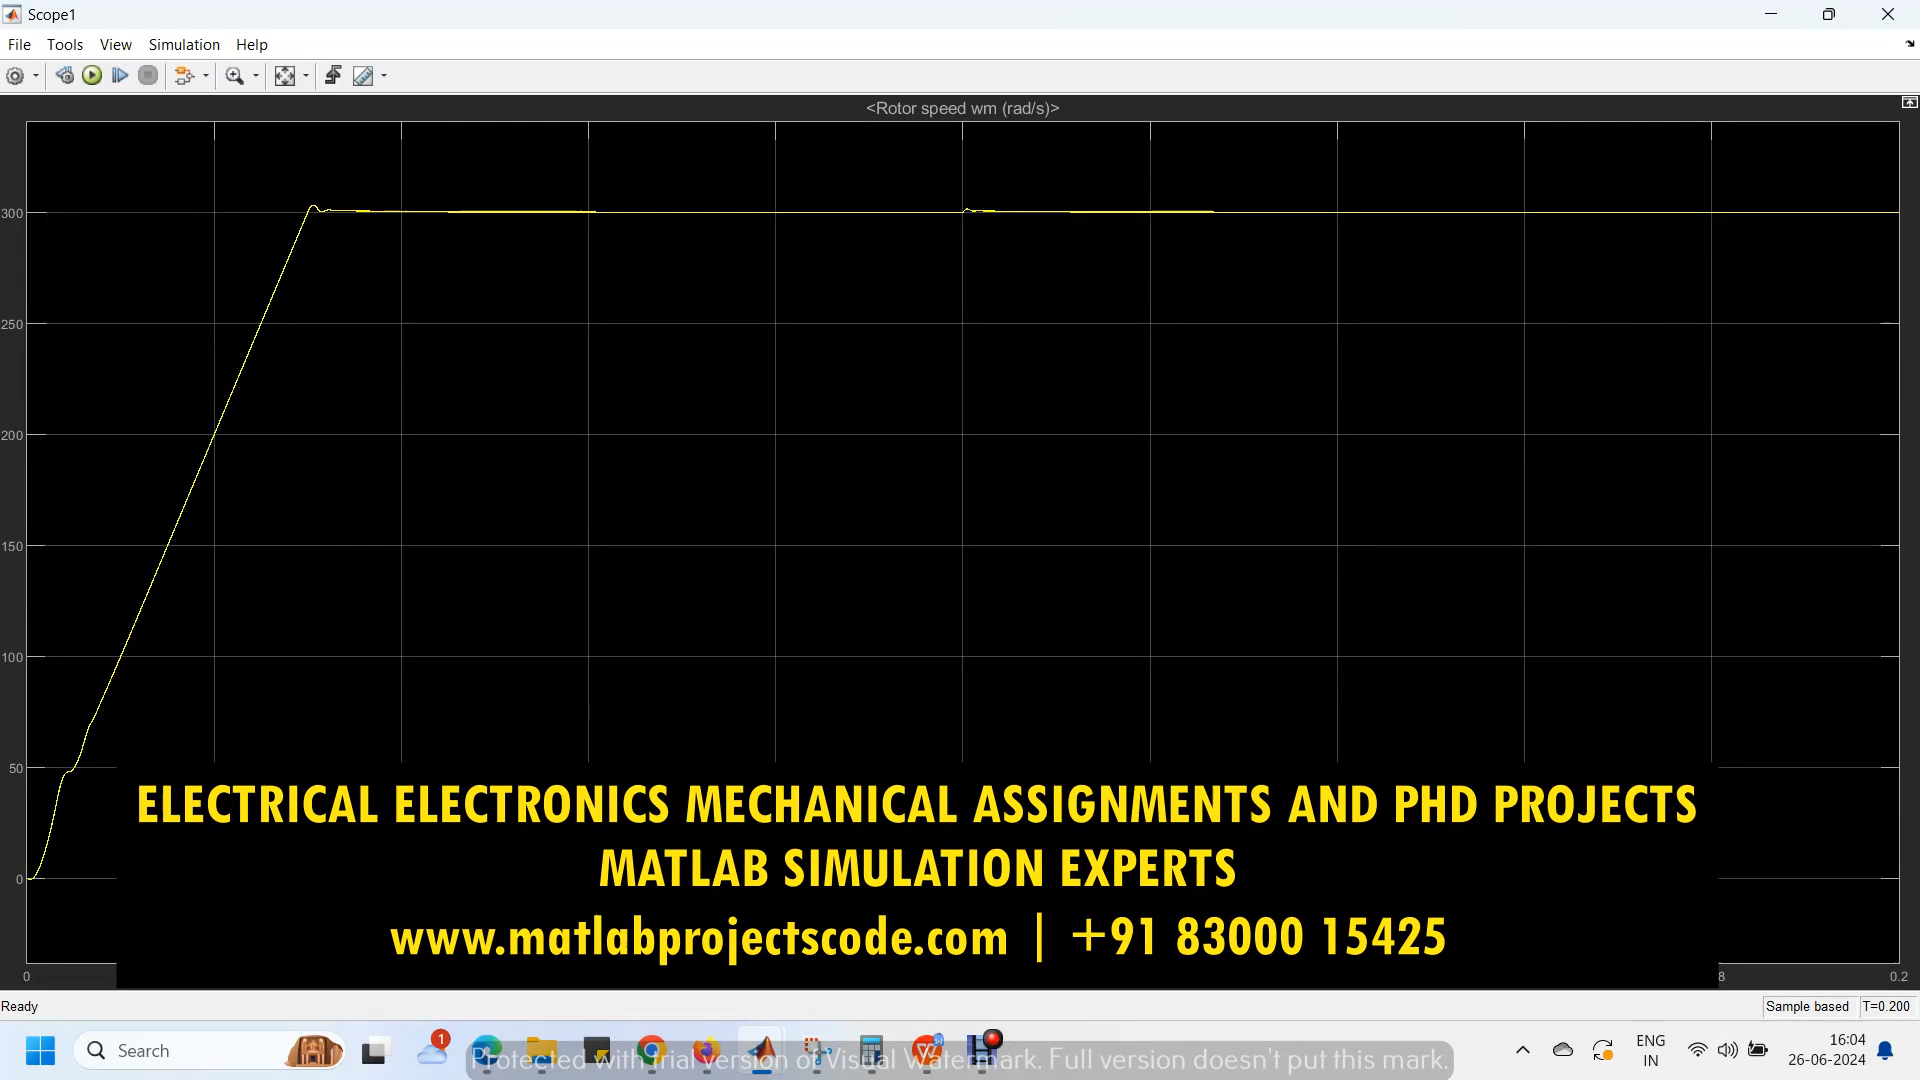 Scope1
File Tools View Simulation Help
<Rotor speed wm (rad/s)>
300
250
200
150
100
50
0
ELECTRICAL ELECTRONICS MECHANICAL ASSIGNMENTS AND PHD PROJECTS
MATLAB SIMULATION EXPERTS
www.matlabprojectscode.com | +91 83000 15425
0 8 0.2
Ready Sample based T=0.200
Search 1 ENG 16:04
IN 26-06-2024
Protected with trial version of Visual Watermark. Full version doesn't put this mark.